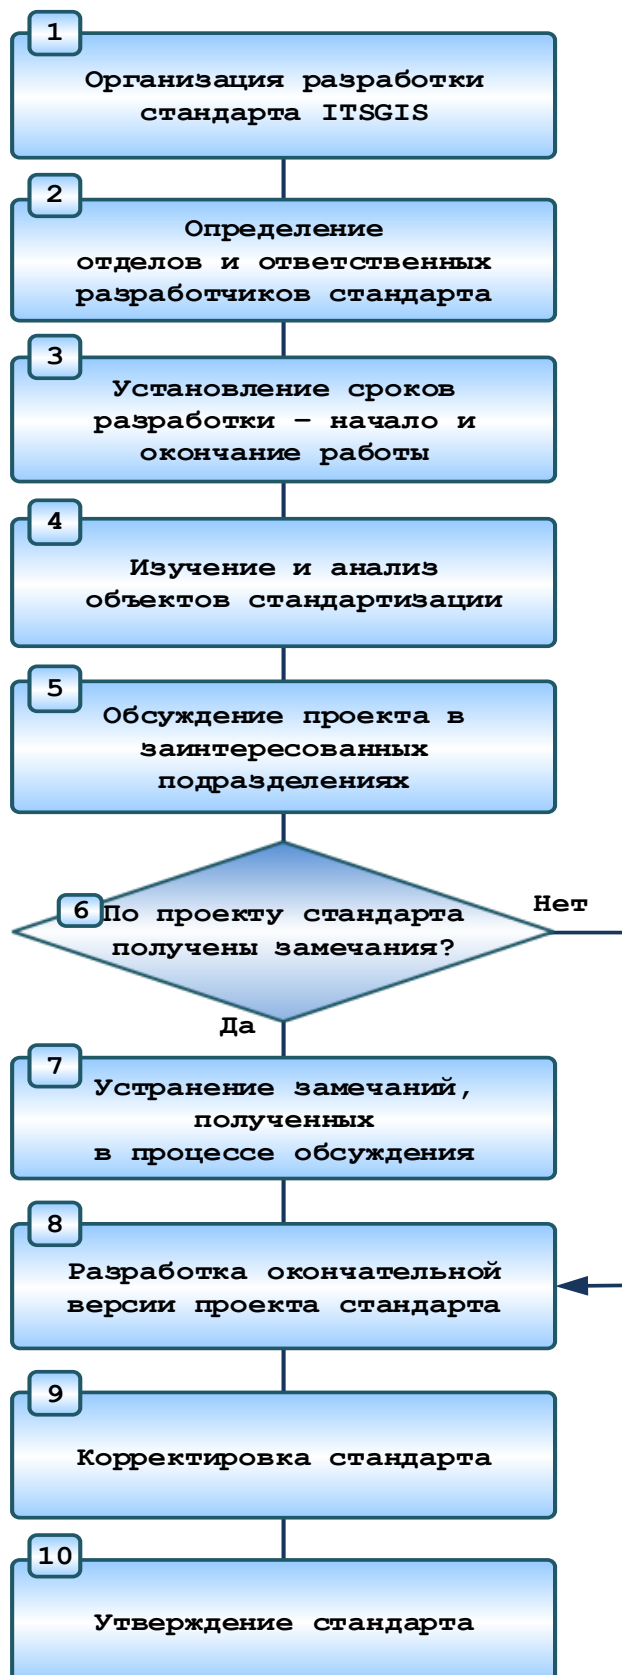 1
Организация разработки
стандарта ITSGIS
2
Определение
отделов и ответственных
разработчиков стандарта
3
Установление сроков
разработки – начало и
окончание работы
4
Изучение и анализ
объектов стандартизации
5
Обсуждение проекта в
заинтересованных
подразделениях
6
По проекту стандарта
получены замечания?
Нет
Да
7
Устранение замечаний,
полученных
в процессе обсуждения
8
Разработка окончательной
версии проекта стандарта
9
Корректировка стандарта
10
Утверждение стандарта